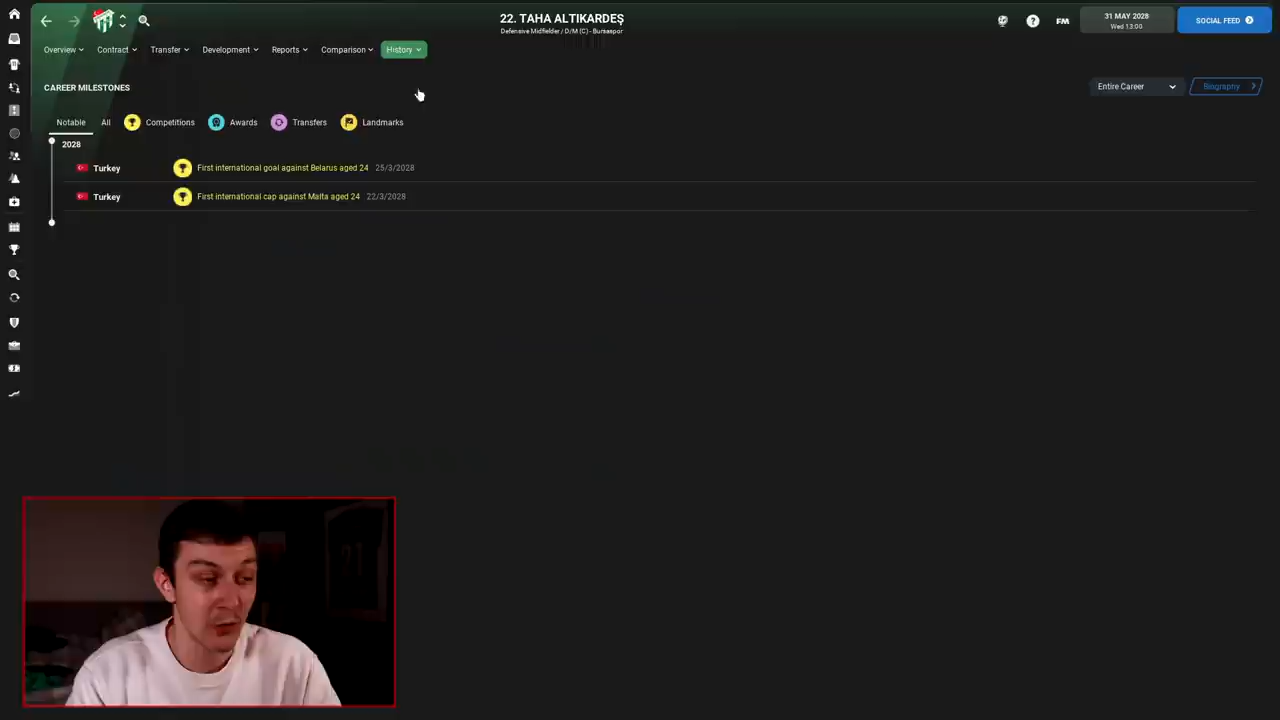 22. TAHA ALTIKARDEŞ
Defensive Midfielder / D/M (C) - Bursaspor
FM
31 MAY 2028
Wed 13:00
SOCIAL FEED
Overview
Contract
Transfer
Development
Reports
Comparison
History
CAREER MILESTONES
Entire Career
Biography
Notable
All
Competitions
Awards
Transfers
Landmarks
2028
Turkey First international goal against Belarus aged 24 25/3/2028
Turkey First international cap against Malta aged 24 22/3/2028